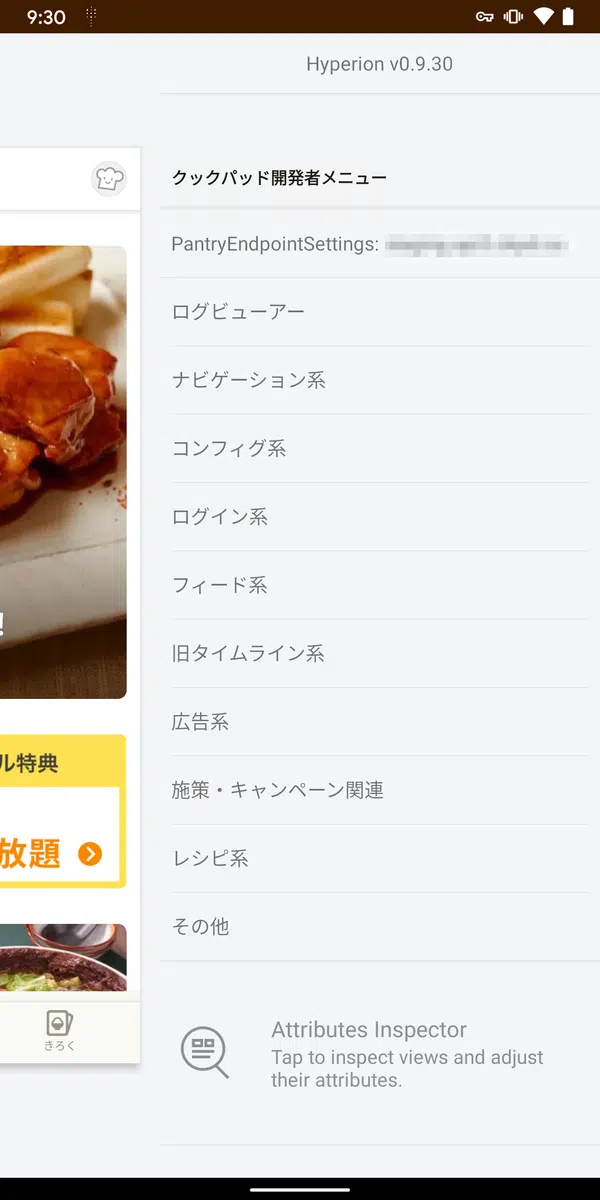 9:30
Hyperion v0.9.30
クックパッド開発者メニュー
PantryEndpointSettings:
ログビューアー
ナビゲーション系
コンフィグ系
ログイン系
フィード系
!
旧タイムライン系
広告系
ル特典
施策・キャンペーン関連
放題
レシピ系
その他
きろく
Attributes Inspector
Tap to inspect views and adjust
their attributes.